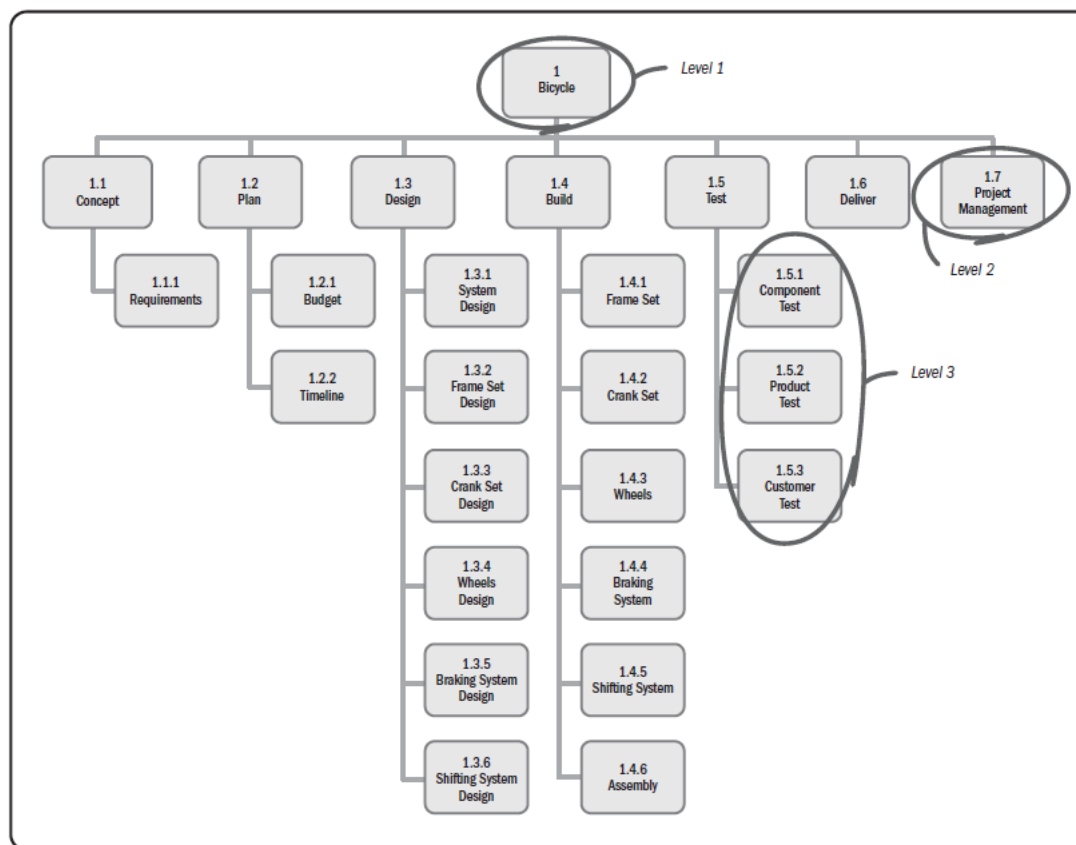 1
Bicycle
Level 1
1.1
Concept
1.2
Plan
1.3
Design
1.4
Build
1.5
Test
1.6
Deliver
1.7
Project
Management
Level 2
1.1.1
Requirements
1.2.1
Budget
1.2.2
Timeline
1.3.1
System
Design
1.3.2
Frame Set
Design
1.3.3
Crank Set
Design
1.3.4
Wheels
Design
1.3.5
Braking System
Design
1.3.6
Shifting System
Design
1.4.1
Frame Set
1.4.2
Crank Set
1.4.3
Wheels
1.4.4
Braking
System
1.4.5
Shifting System
1.4.6
Assembly
1.5.1
Component
Test
1.5.2
Product
Test
1.5.3
Customer
Test
Level 3